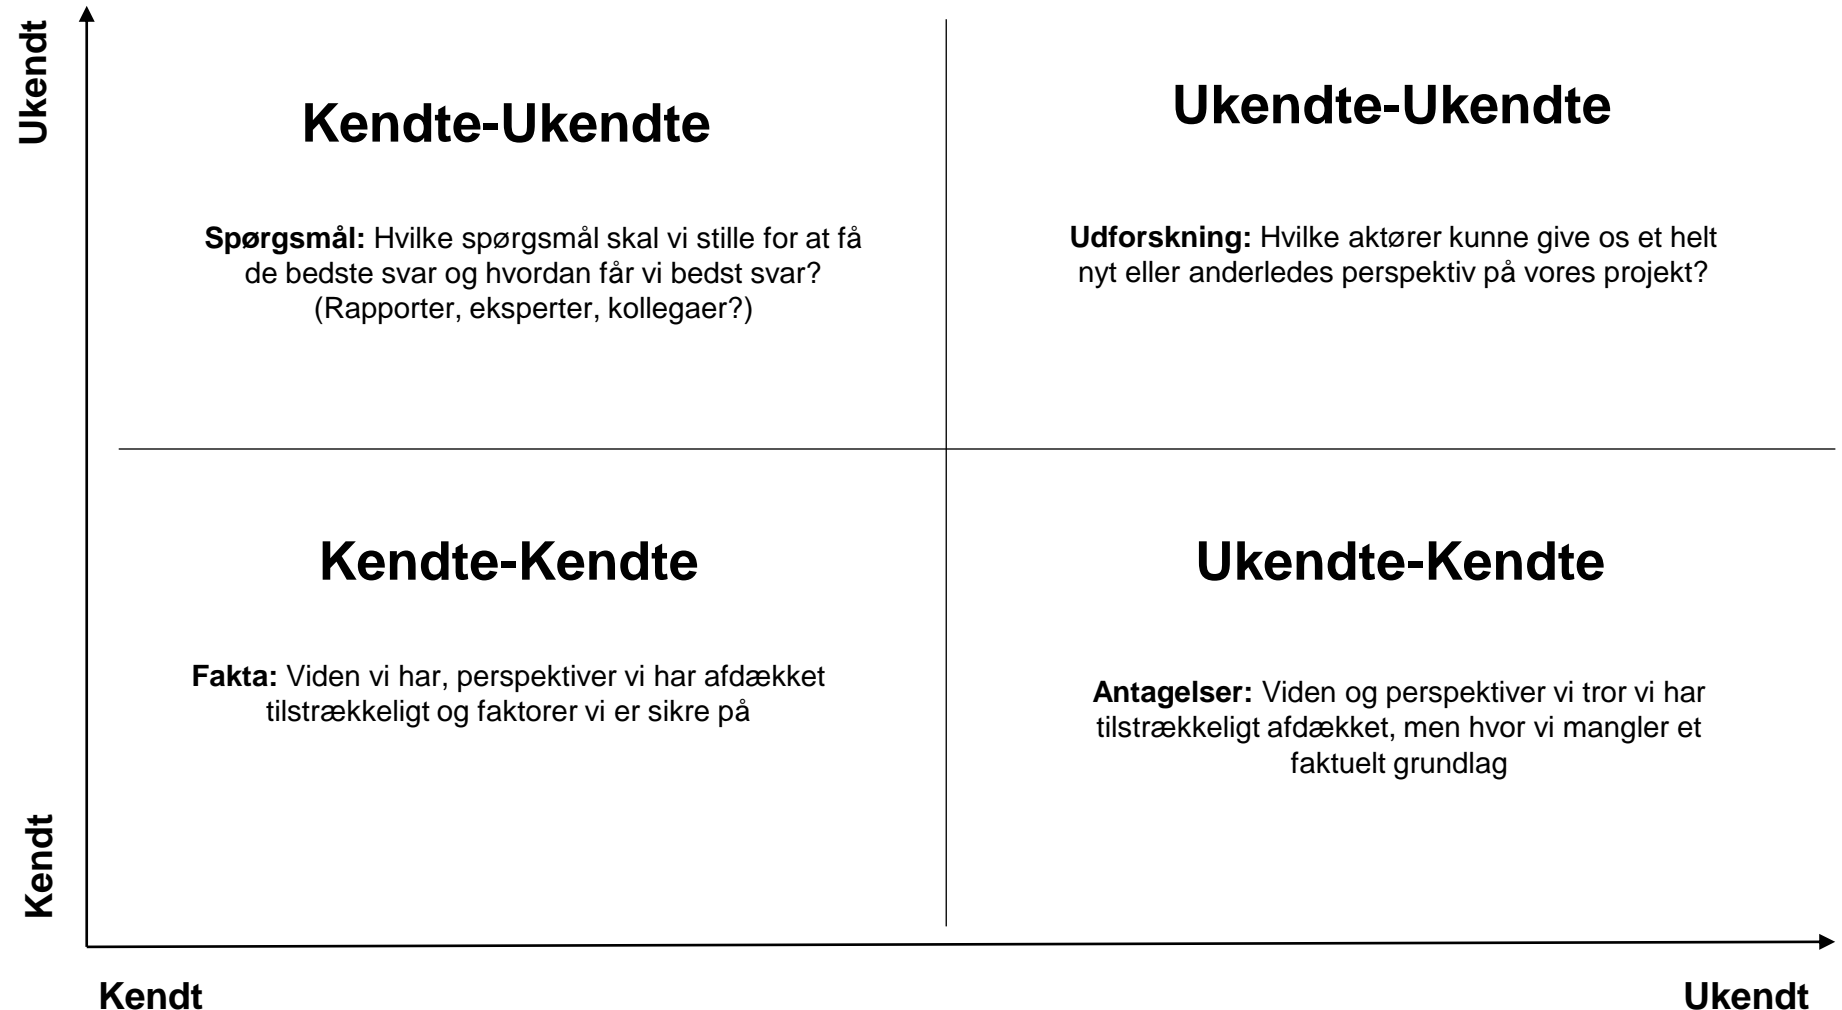 Ukendt
Kendte-Ukendte
Spørgsmål: Hvilke spørgsmål skal vi stille for at få
de bedste svar og hvordan får vi bedst svar?
(Rapporter, eksperter, kollegaer?)
Ukendte-Ukendte
Udforskning: Hvilke aktører kunne give os et helt
nyt eller anderledes perspektiv på vores projekt?
Kendte-Kendte
Fakta: Viden vi har, perspektiver vi har afdækket
tilstrækkeligt og faktorer vi er sikre på
Ukendte-Kendte
Antagelser: Viden og perspektiver vi tror vi har
tilstrækkeligt afdækket, men hvor vi mangler et
faktuelt grundlag
Kendt
Kendt
Ukendt